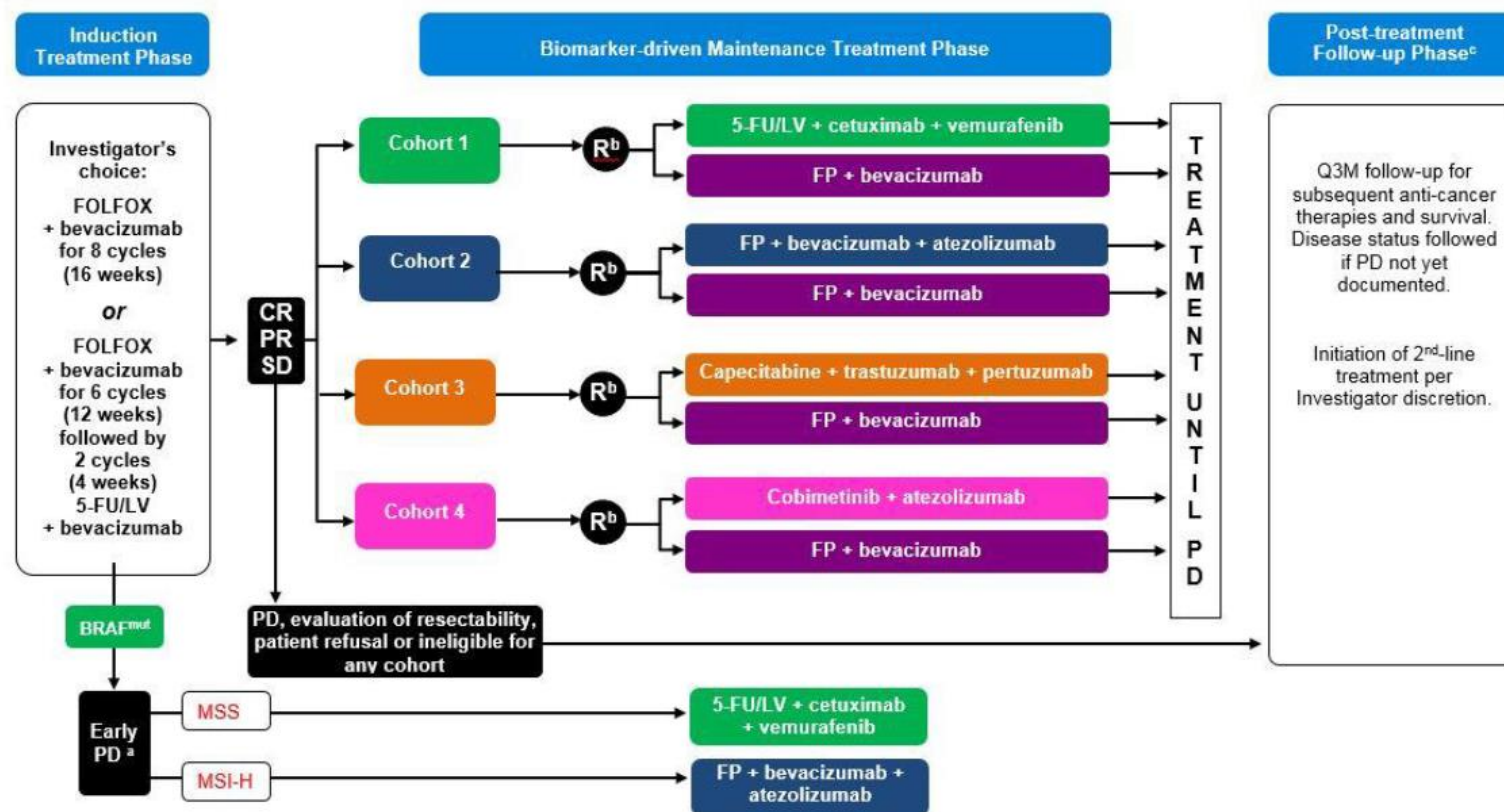 Induction
Treatment Phase
Biomarker-driven Maintenance Treatment Phase
Post-treatment
Follow-up Phaseᶜ
Investigator’s
choice:
FOLFOX
+ bevacizumab
for 8 cycles
(16 weeks)
or
FOLFOX
+ bevacizumab
for 6 cycles
(12 weeks)
followed by
2 cycles
(4 weeks)
5-FU/LV
+ bevacizumab
CR
PR
SD
Cohort 1
Rᵇ
5-FU/LV + cetuximab + vemurafenib
FP + bevacizumab
Cohort 2
Rᵇ
FP + bevacizumab + atezolizumab
FP + bevacizumab
Cohort 3
Rᵇ
Capecitabine + trastuzumab + pertuzumab
FP + bevacizumab
Cohort 4
Rᵇ
Cobimetinib + atezolizumab
FP + bevacizumab
TREATMENT UNTIL PD
Q3M follow-up for
subsequent anti-cancer
therapies and survival.
Disease status followed
if PD not yet
documented.
Initiation of 2ⁿᵈ-line
treatment per
Investigator discretion.
BRAFᵐᵘᵗ
PD, evaluation of resectability,
patient refusal or ineligible for
any cohort
Early
PD ᵃ
MSS
5-FU/LV + cetuximab
+ vemurafenib
MSI-H
FP + bevacizumab +
atezolizumab